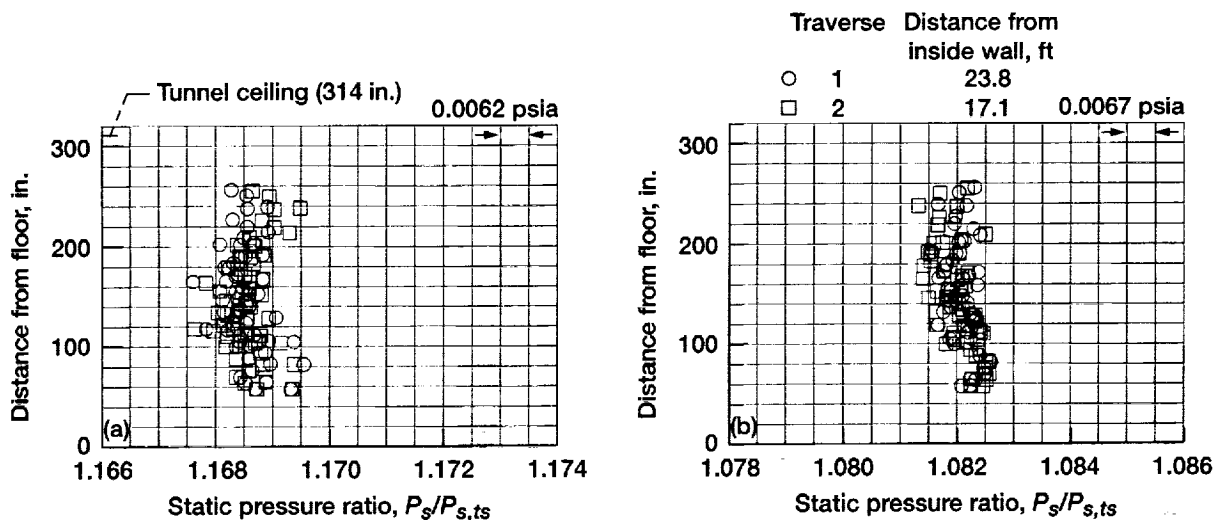 Traverse Distance from
inside wall, ft
1 23.8
2 17.1
Tunnel ceiling (314 in.)
0.0062 psia
300
200
100
0
Distance from floor, in.
(a)
1.166 1.168 1.170 1.172 1.174
Static pressure ratio, Ps/Ps,ts
0.0067 psia
300
200
100
0
Distance from floor, in.
(b)
1.078 1.080 1.082 1.084 1.086
Static pressure ratio, Ps/Ps,ts